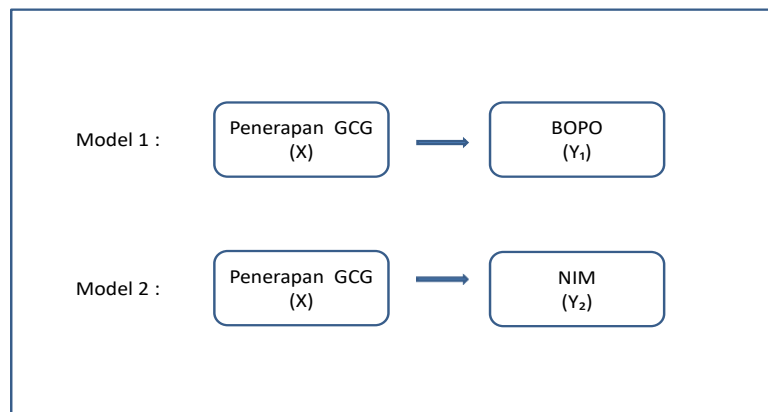 Model 1 :
Penerapan GCG
(X)
BOPO
(Y₁)
Model 2 :
Penerapan GCG
(X)
NIM
(Y₂)